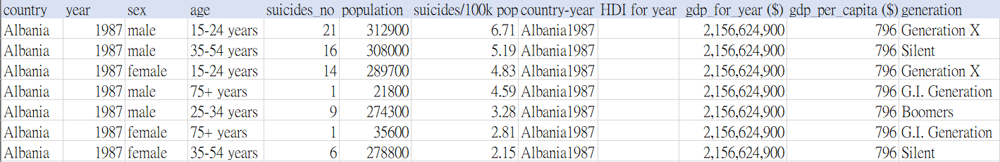 country year sex age suicides_no population suicides/100k pop country-year HDI for year gdp_for_year ($) gdp_per_capita ($) generation
Albania 1987 male 15-24 years 21 312900 6.71 Albania1987 2,156,624,900 796 Generation X
Albania 1987 male 35-54 years 16 308000 5.19 Albania1987 2,156,624,900 796 Silent
Albania 1987 female 15-24 years 14 289700 4.83 Albania1987 2,156,624,900 796 Generation X
Albania 1987 male 75+ years 1 21800 4.59 Albania1987 2,156,624,900 796 G.I. Generation
Albania 1987 male 25-34 years 9 274300 3.28 Albania1987 2,156,624,900 796 Boomers
Albania 1987 female 75+ years 1 35600 2.81 Albania1987 2,156,624,900 796 G.I. Generation
Albania 1987 female 35-54 years 6 278800 2.15 Albania1987 2,156,624,900 796 Silent